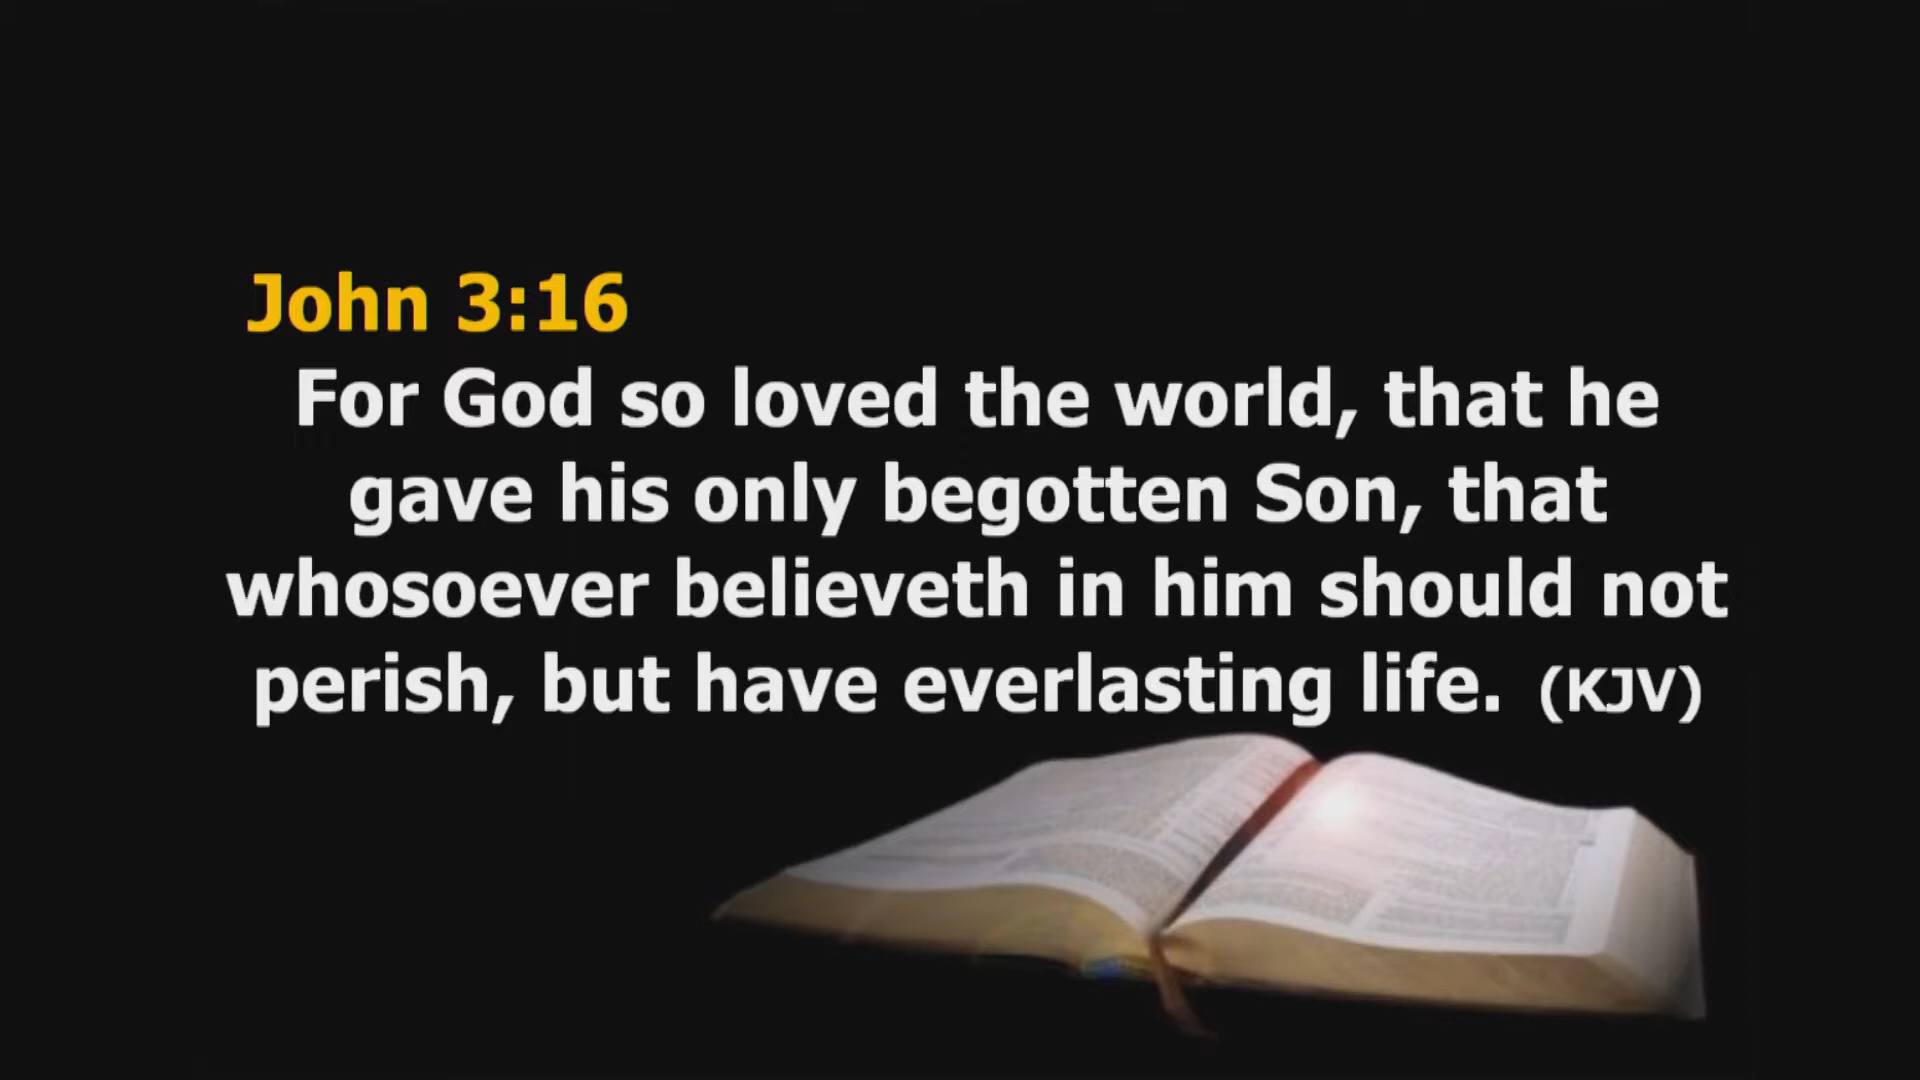 John 3:16
For God so loved the world, that he
gave his only begotten Son, that
whosoever believeth in him should not
perish, but have everlasting life. (KJV)